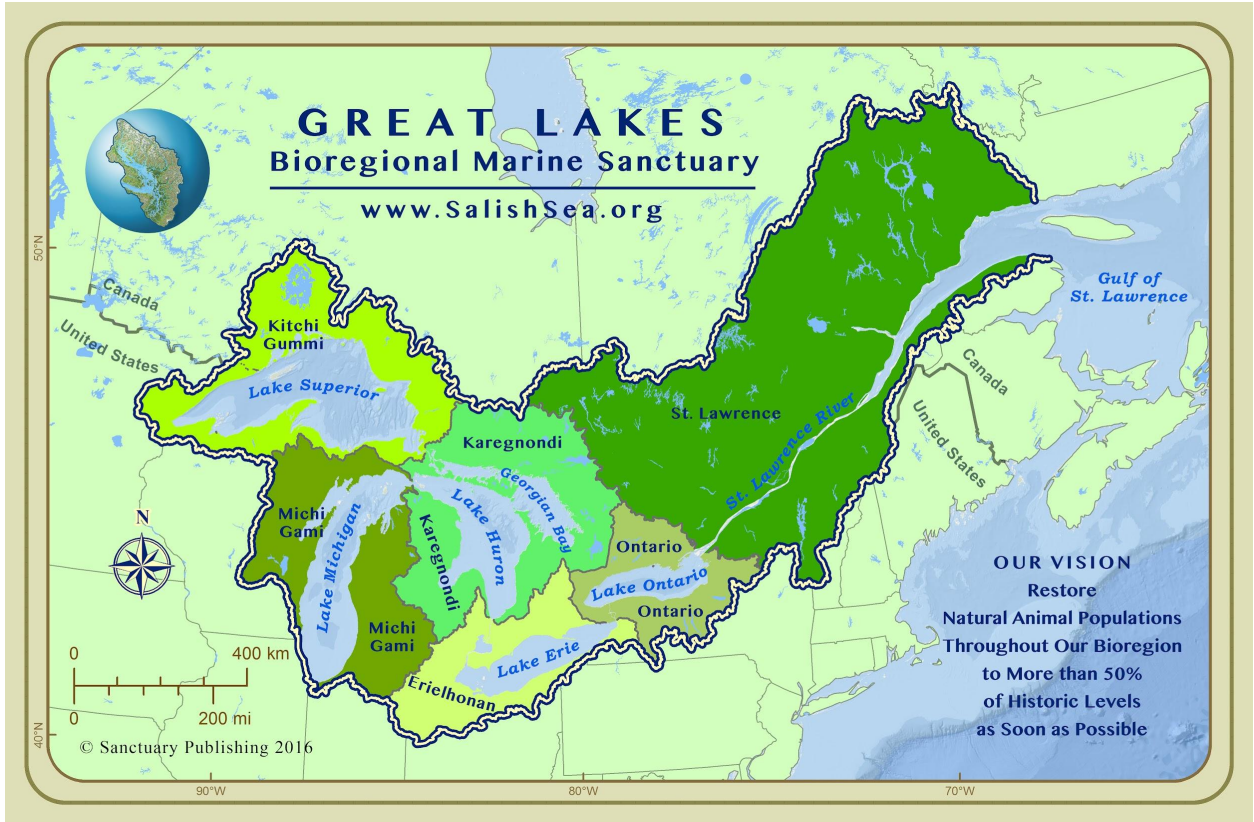 GREAT LAKES
Bioregional Marine Sanctuary
www.SalishSea.org
50°N
Canada
United States
Kitchi
Gummi
Lake Superior
Gulf of
St. Lawrence
Canada
United States
St. Lawrence
St. Lawrence River
Karegnondi
Georgian Bay
Lake Huron
Karegnondi
Michi
Gami
Lake Michigan
Michi
Gami
Ontario
Lake Ontario
Ontario
Lake Erie
Erielhonan
N
0
400 km
0
200 mi
40°N
© Sanctuary Publishing 2016
OUR VISION
Restore
Natural Animal Populations
Throughout Our Bioregion
to More than 50%
of Historic Levels
as Soon as Possible
90°W
80°W
70°W